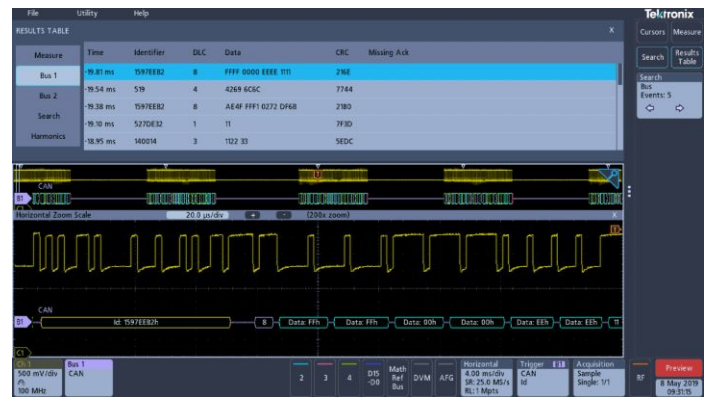 File Utility Help Tektronix
RESULTS TABLE X
Cursors Measure
Measure Time Identifier DLC Data CRC Missing Ack
Search Results Table
Bus 1 -19.81 ms 1597EEB2 8 FFFF 0000 EEEE 1111 216E
Bus 2 -19.54 ms 519 4 4269 6C6C 7744
Search -19.38 ms 1597EEB2 8 AE4F FFF1 0272 DF6B 2180
-19.10 ms 527DE32 1 11 7F3D
Harmonics -18.95 ms 140014 3 1122 33 5EDC
Search
Bus
Events: 5
CAN
B1
Horizontal Zoom Scale 20.0 µs/div + - (200x zoom) X
CAN
B1 Id: 1597EEB2h 8 Data: FFh Data: FFh Data: 00h Data: 00h Data: EEh Data: EEh 11
C1
Ch 1
500 mV/div
100 MHz
Bus 1
CAN
2 3 4 D15 -D0 Math Ref Bus DVM AFG
Horizontal
4.00 ms/div
SR: 25.0 MS/s
RL: 1 Mpts
Trigger B1
CAN
Id
Acquisition
Sample
Single: 1/1
RF
Preview
8 May 2019
09:31:15